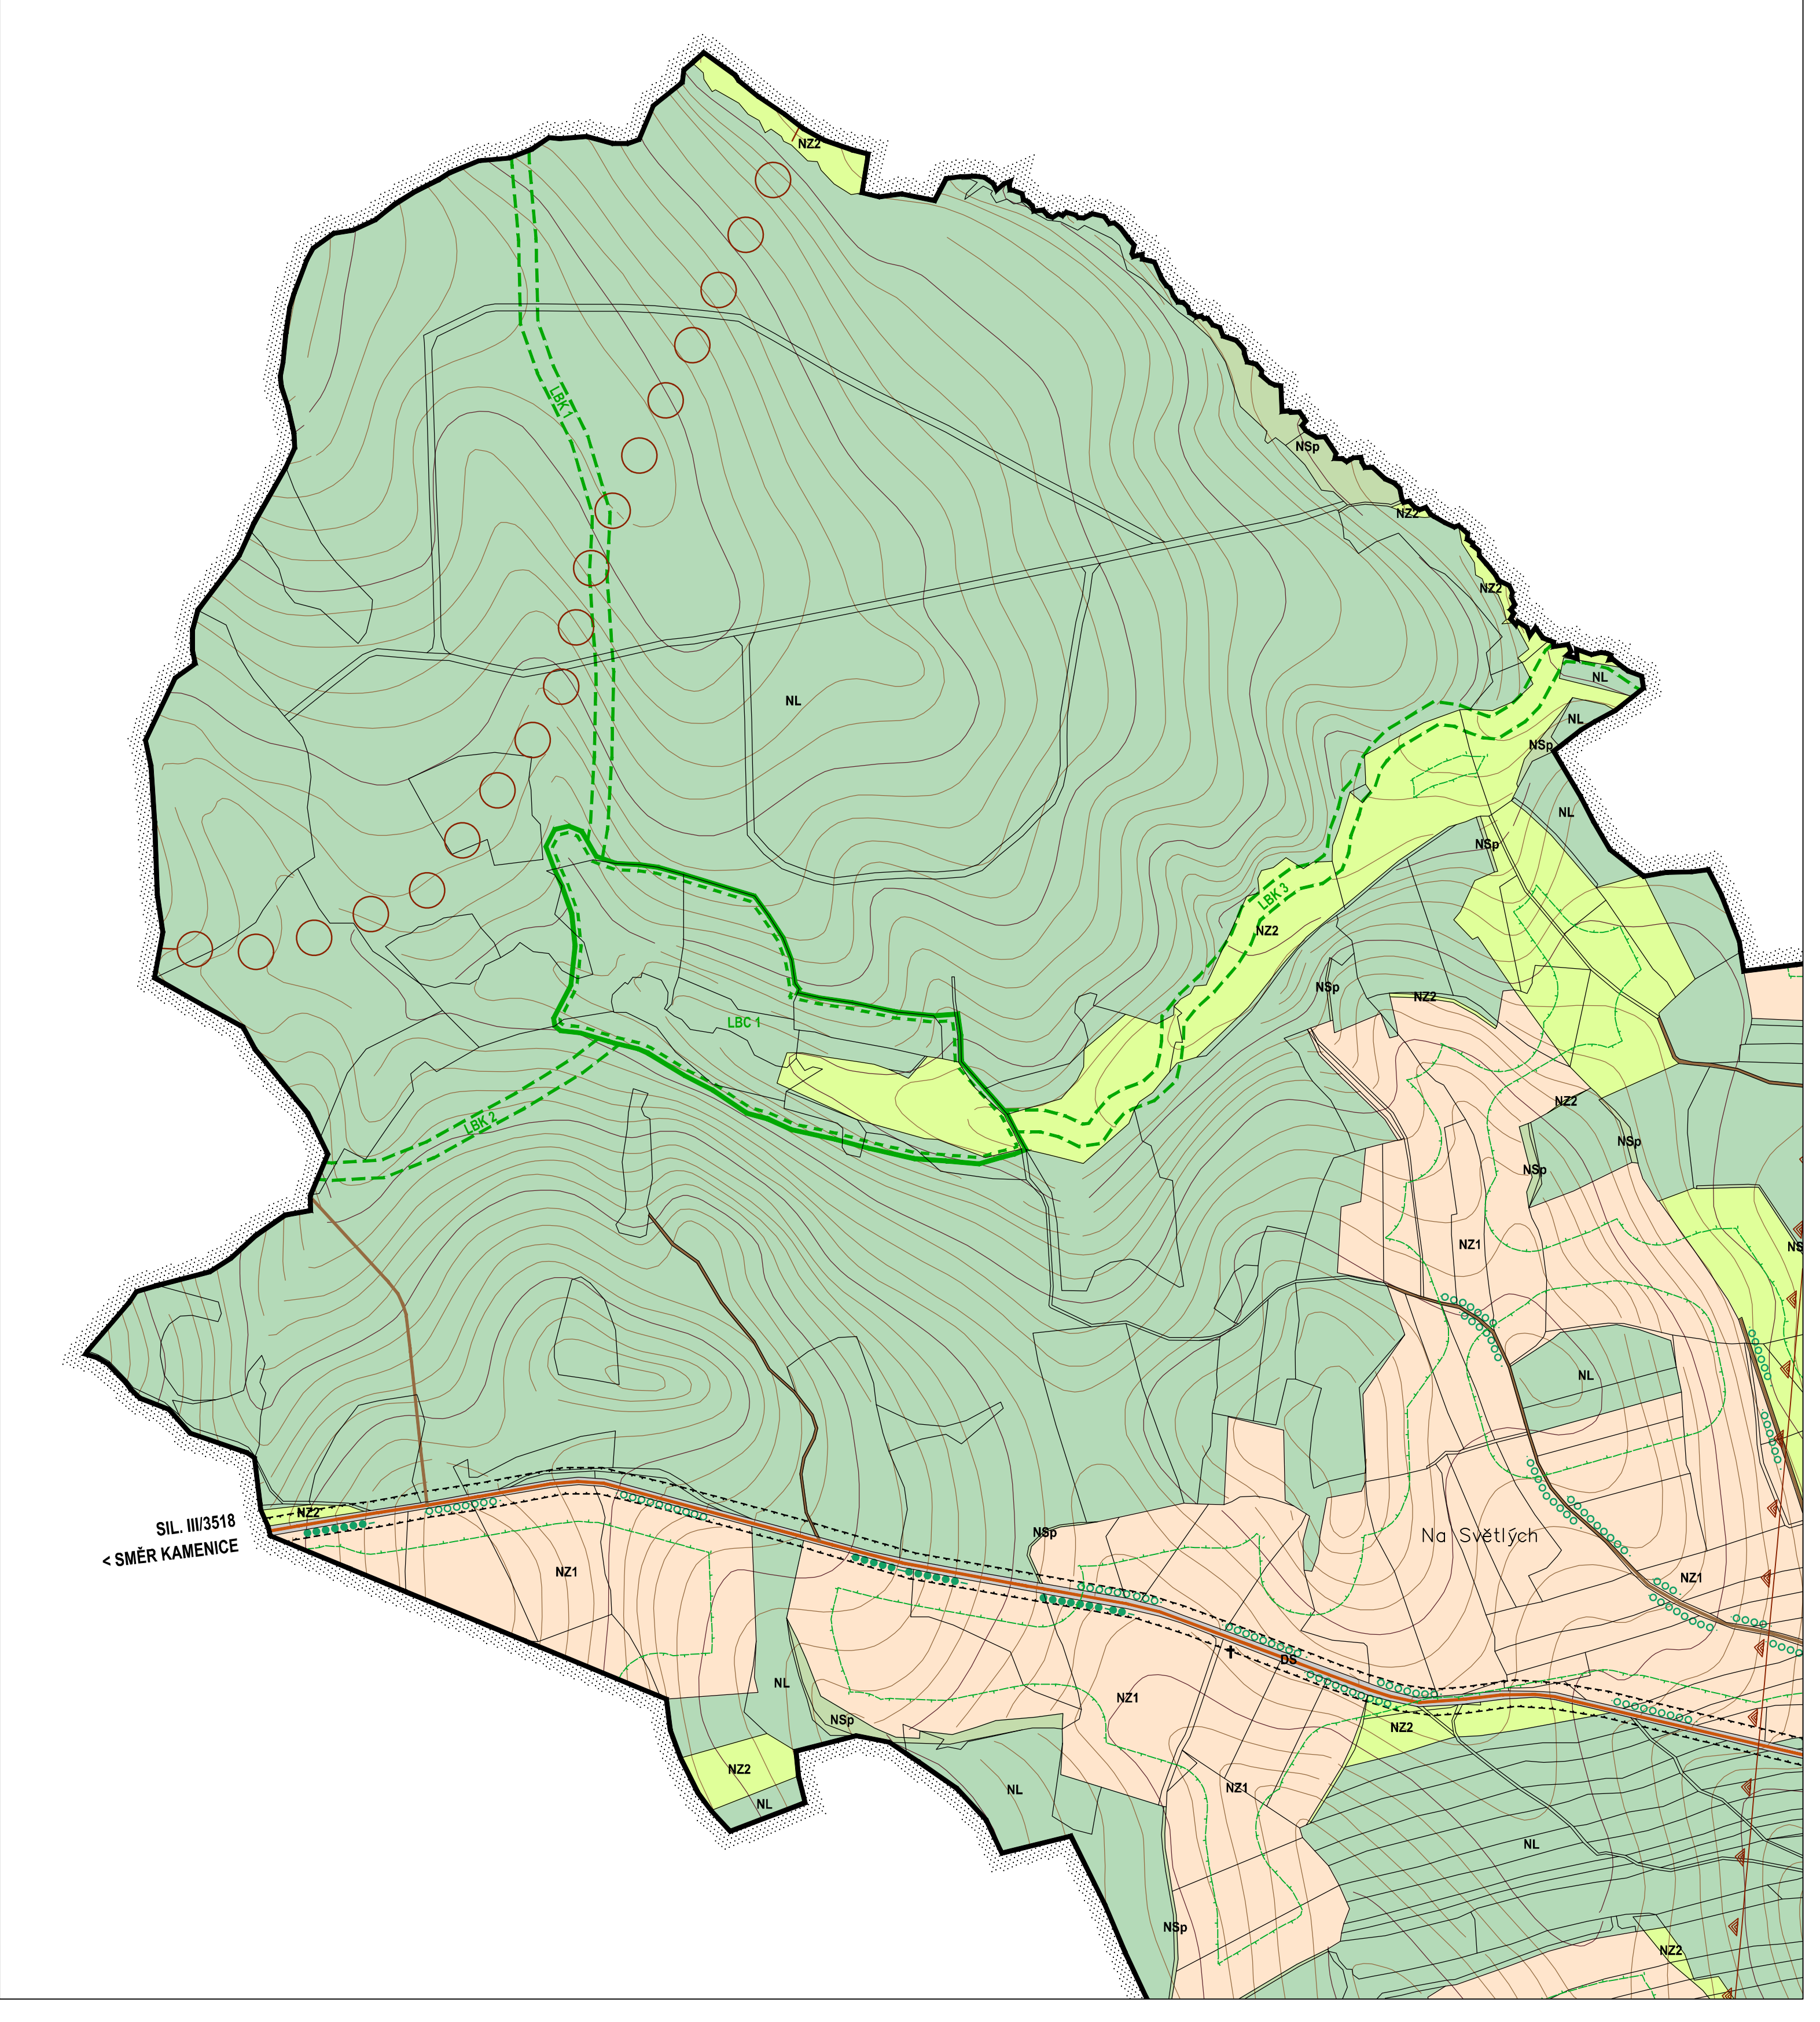 NZ2
LBK 1
NSp
NZ2
NZ2
NL
NL
NL
NSp
NL
NSp
LBK 3
NZ2
NSp
NZ2
LBC 1
NZ2
LBK 2
NSp
NSp
NZ1
NS
NL
NZ2
SIL. III/3518
< SMĚR KAMENICE
NSp
Na Světlých
NZ1
NZ1
DS
NL
NZ1
NSp
NZ2
NZ2
NL
NL
NZ1
NL
NSp
NZ2